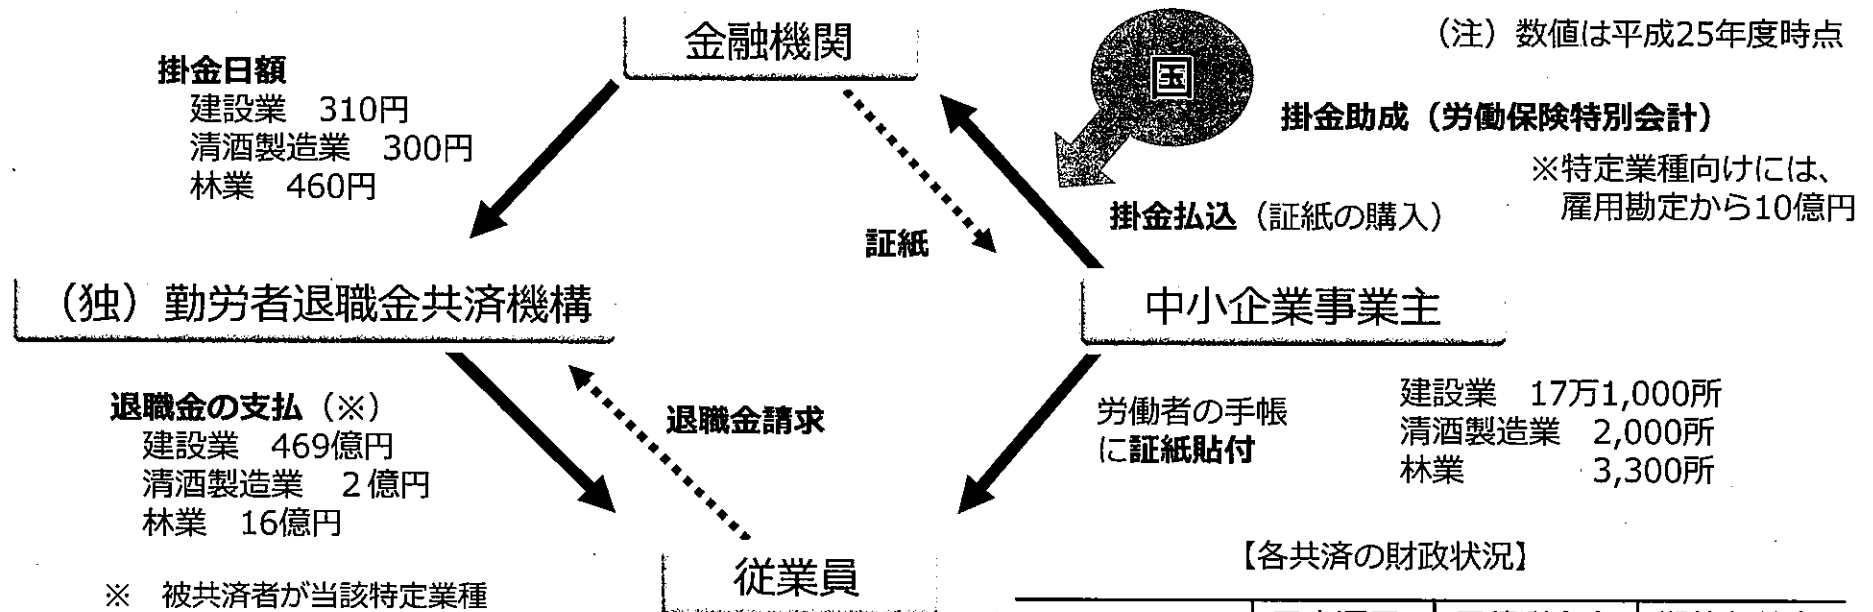 金融機関
国
（注）数値は平成25年度時点
掛金日額
建設業　310円
清酒製造業　300円
林業　460円
掛金助成（労働保険特別会計）
※特定業種向けには、
雇用勘定から10億円
掛金払込（証紙の購入）
証紙
（独）勤労者退職金共済機構
中小企業事業主
退職金の支払（※）
建設業　469億円
清酒製造業　２億円
林業　16億円
退職金請求
労働者の手帳
に証紙貼付
建設業　17万1,000所
清酒製造業　2,000所
林業　3,300所
従業員
【各共済の財政状況】
※　被共済者が当該特定業種